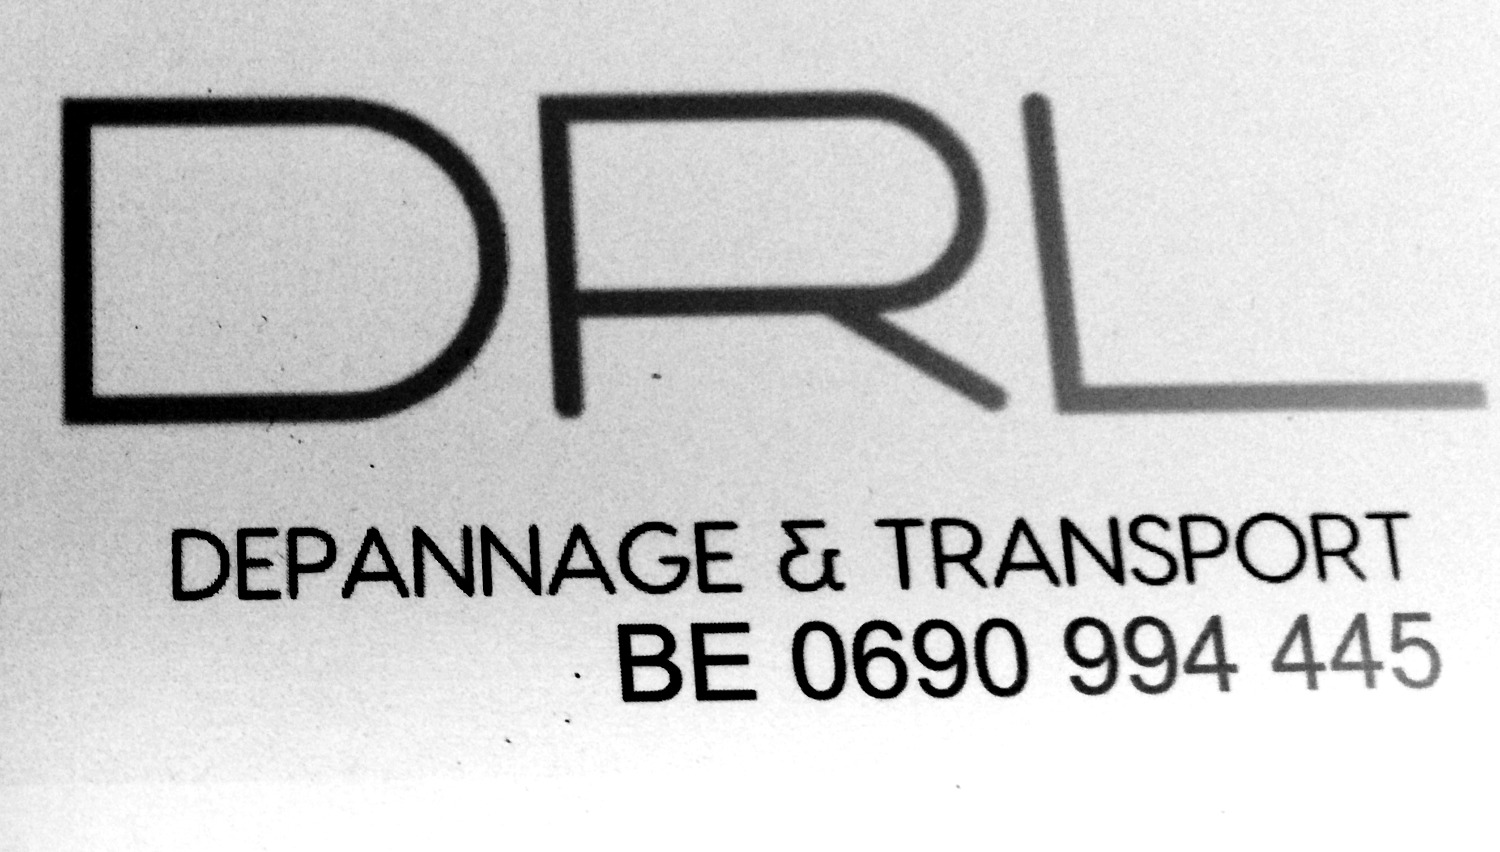 DRL
DEPANNAGE & TRANSPORT
BE 0690 994 445